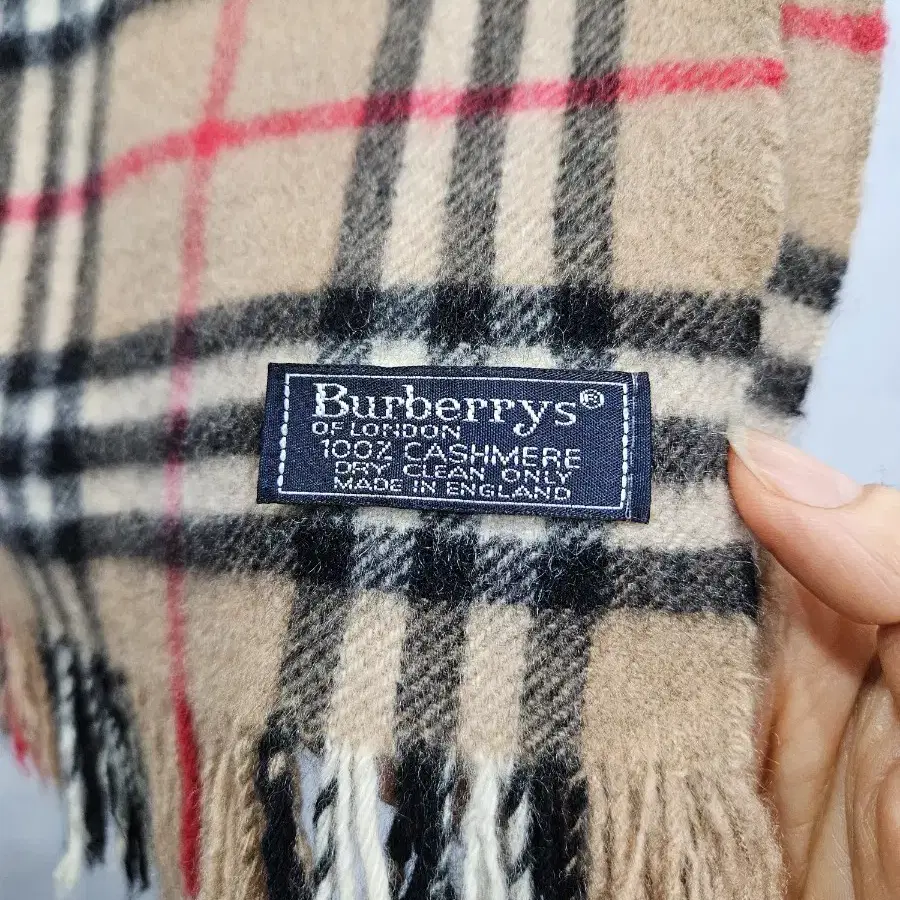 Burberrys®
OF LONDON
100% CASHMERE
DRY CLEAN ONLY
MADE IN ENGLAND